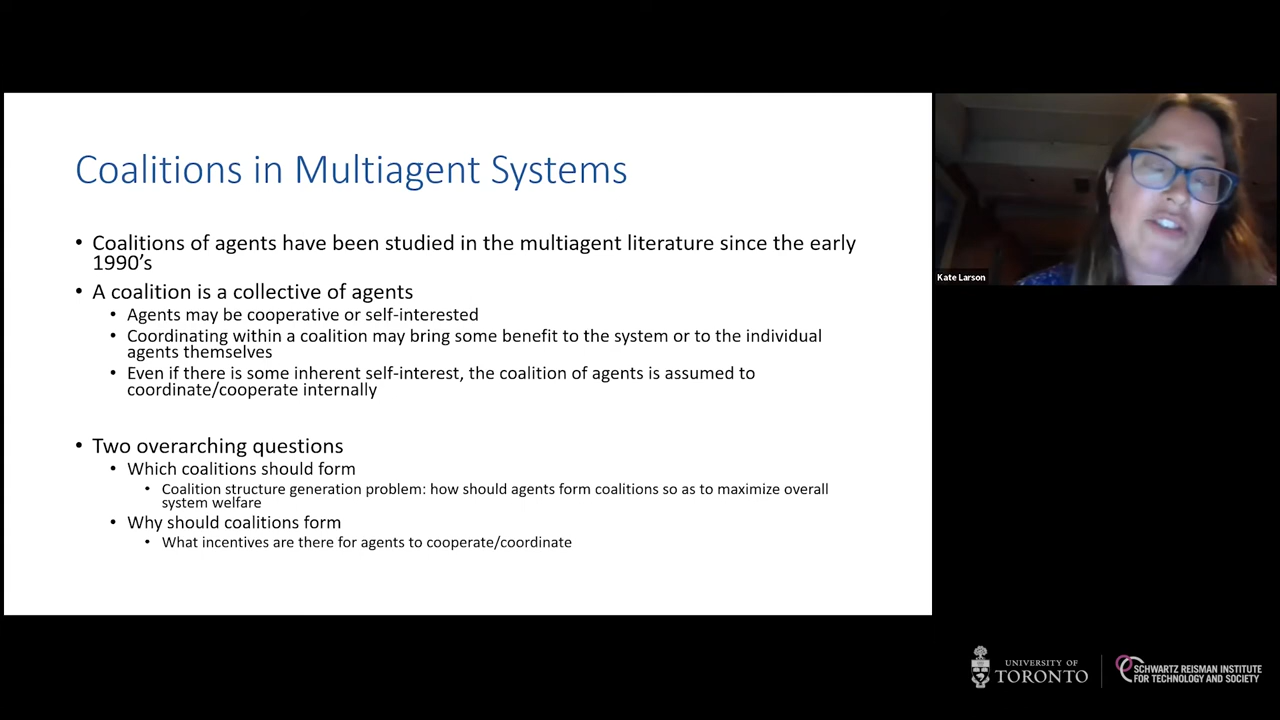 Coalitions in Multiagent Systems
• Coalitions of agents have been studied in the multiagent literature since the early
1990's
• A coalition is a collective of agents
• Agents may be cooperative or self-interested
• Coordinating within a coalition may bring some benefit to the system or to the individual
agents themselves
• Even if there is some inherent self-interest, the coalition of agents is assumed to
coordinate/cooperate internally
• Two overarching questions
• Which coalitions should form
• Coalition structure generation problem: how should agents form coalitions so as to maximize overall
system welfare
• Why should coalitions form
• What incentives are there for agents to cooperate/coordinate
Kate Larson
UNIVERSITY OF
TORONTO
SCHWARTZ REISMAN INSTITUTE
FOR TECHNOLOGY AND SOCIETY